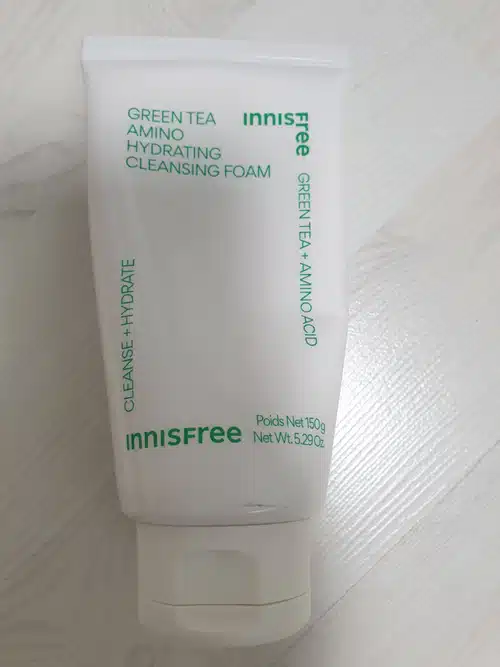 GREEN TEA
AMINO
HYDRATING
CLEANSING FOAM
INNISFree
GREEN TEA + AMINO ACID
CLEANSE + HYDRATE
INNISFree
Poids Net 150g
Net Wt. 5.29 Oz.